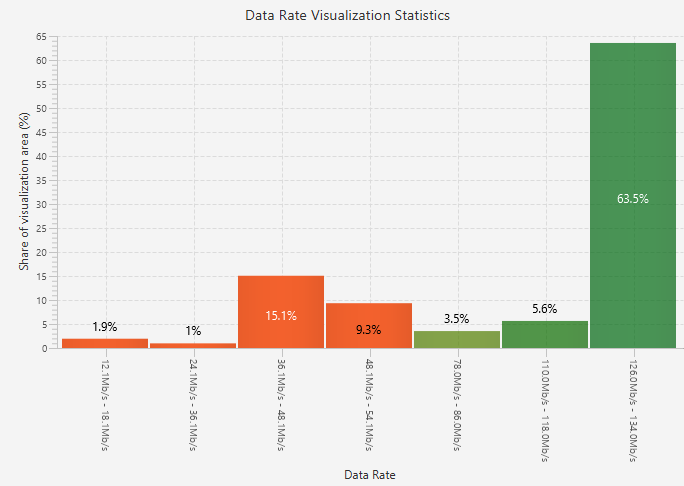 Data Rate Visualization Statistics
Share of visualization area (%)
65
60
55
50
45
40
35
30
25
20
15
10
5
0
1.9%
1%
15.1%
9.3%
3.5%
5.6%
63.5%
12.1Mb/s - 18.1Mb/s
24.1Mb/s - 36.1Mb/s
36.1Mb/s - 48.1Mb/s
48.1Mb/s - 54.1Mb/s
78.0Mb/s - 86.0Mb/s
110.0Mb/s - 118.0Mb/s
126.0Mb/s - 134.0Mb/s
Data Rate